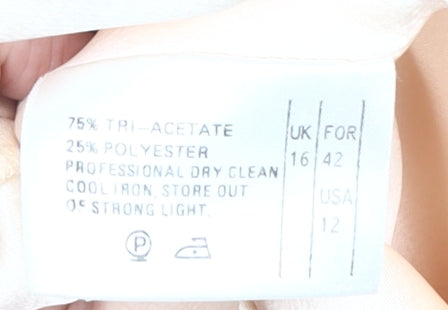 75% TRI-ACETATE
25% POLYESTER
PROFESSIONAL DRY CLEAN
COOL IRON, STORE OUT
OF STRONG LIGHT.
P
UK FOR
16 42
USA
12